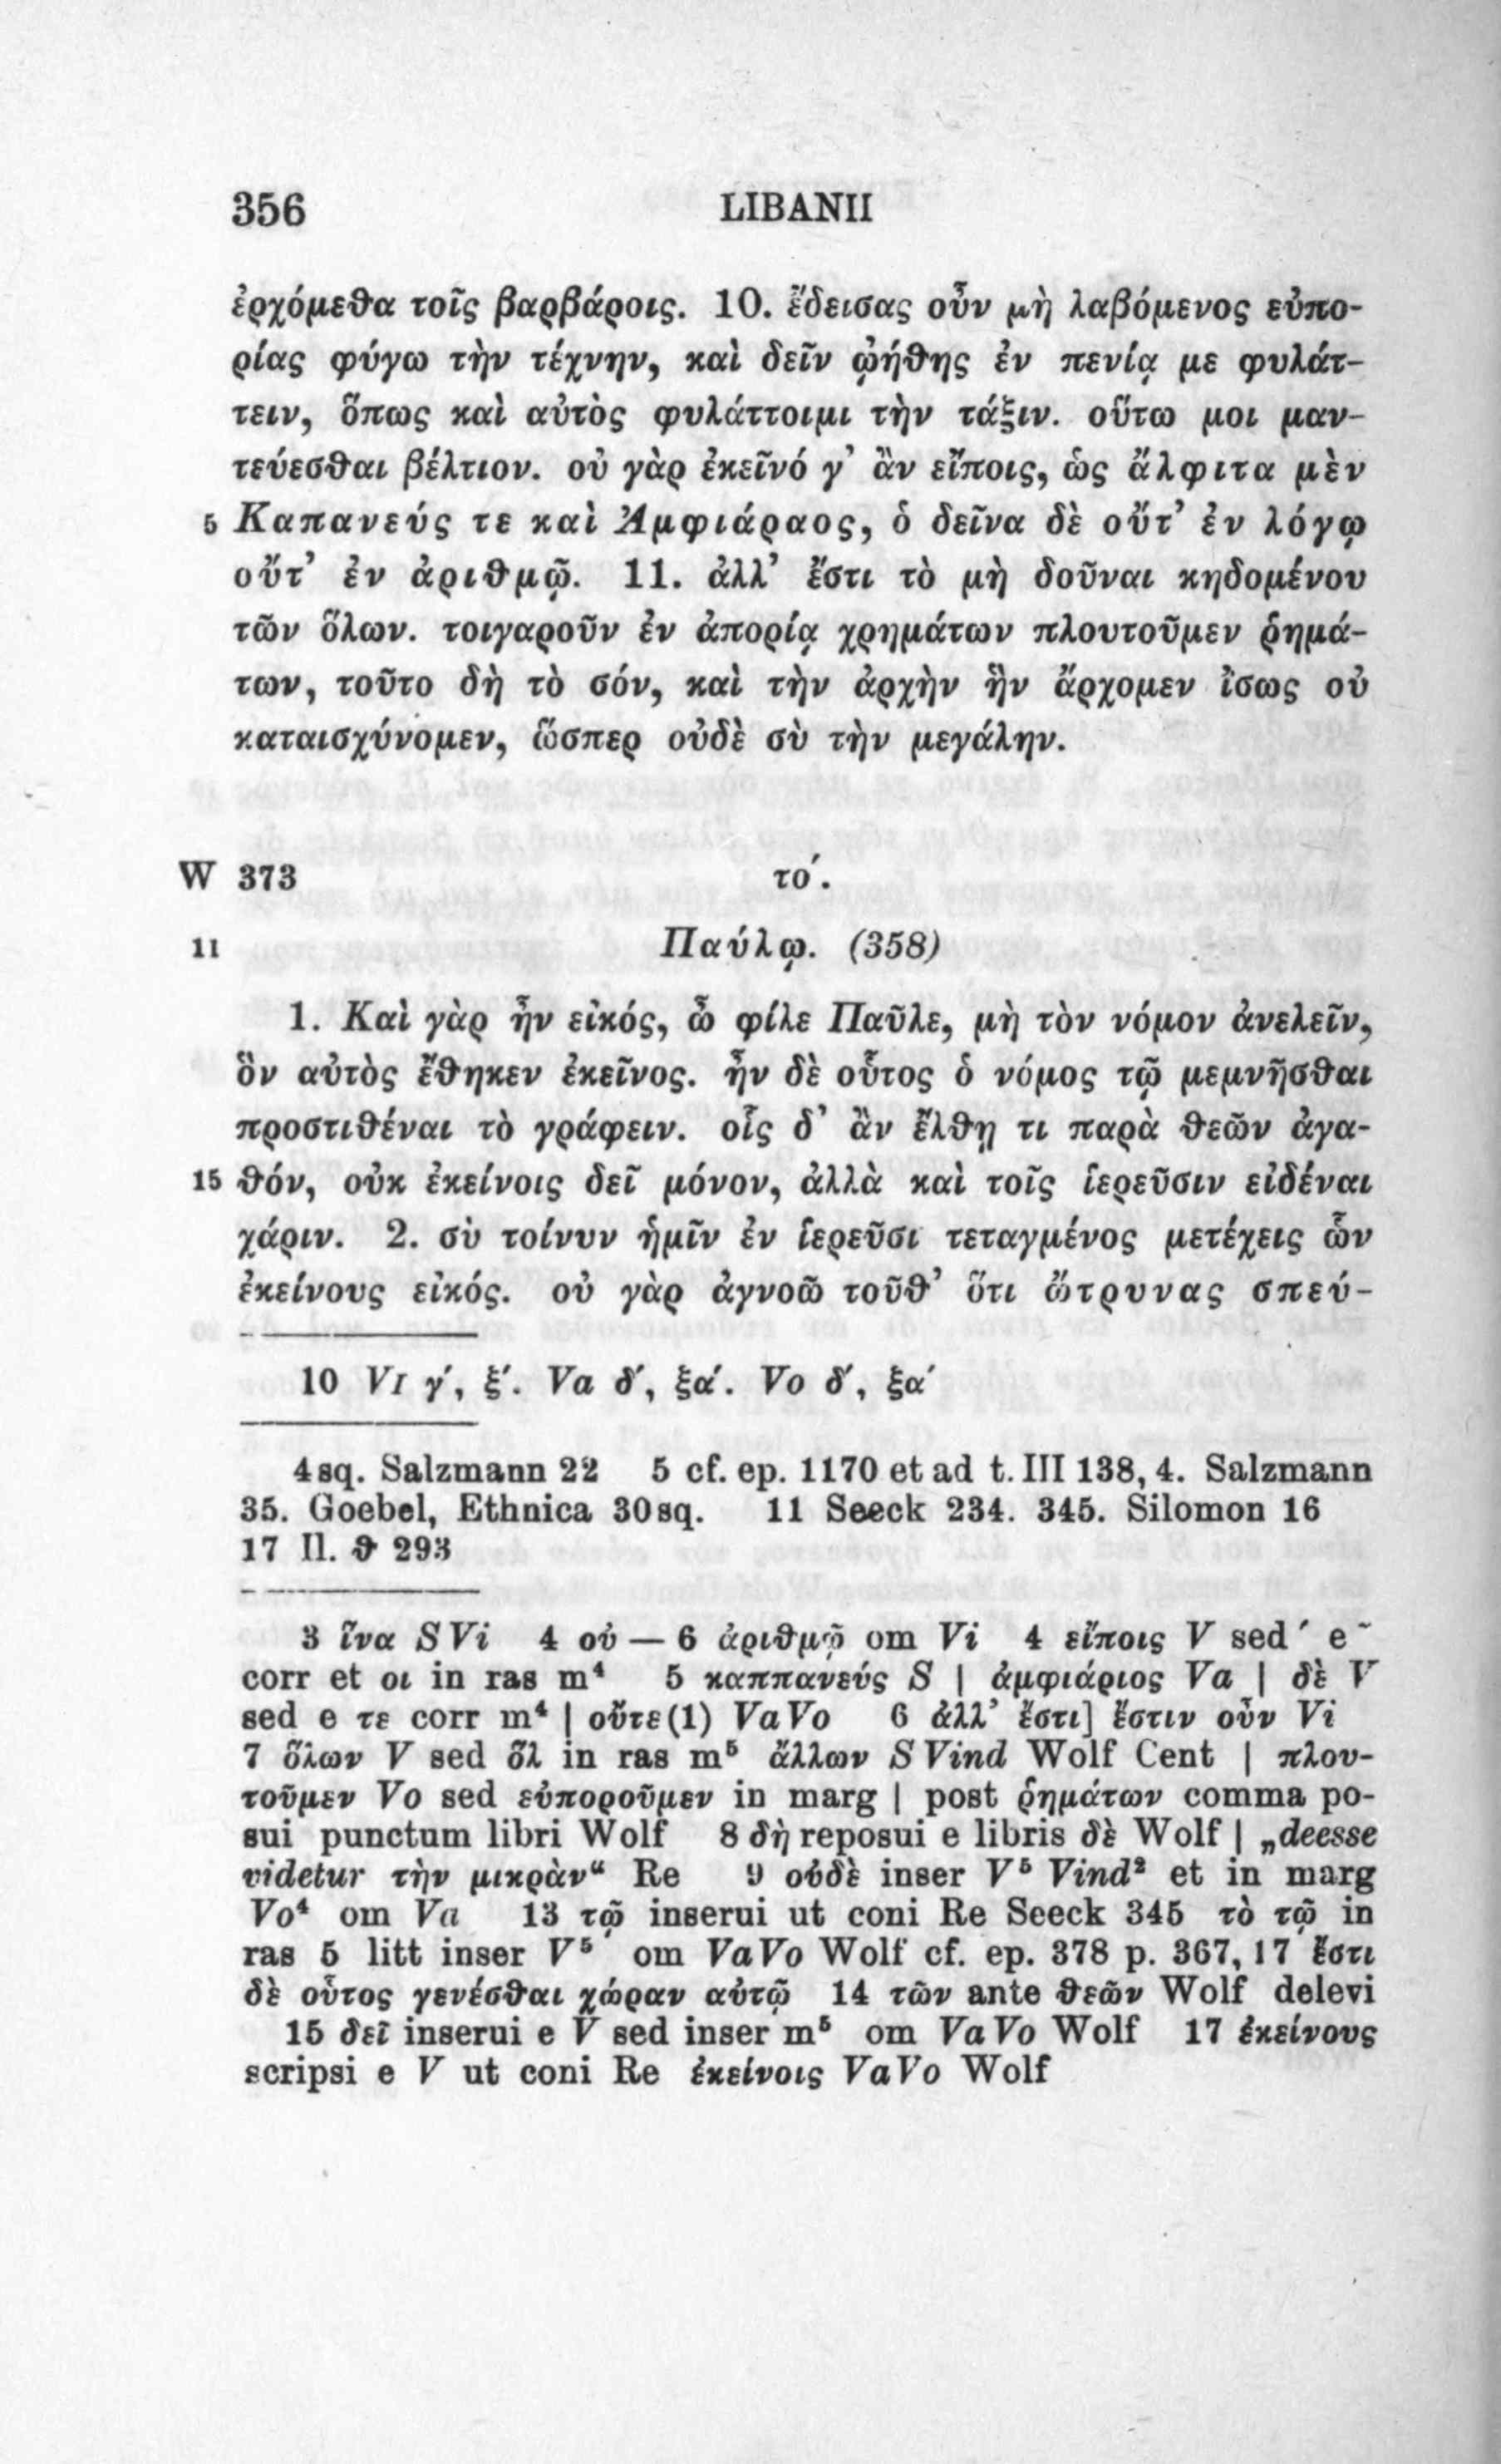 356 LIBANII
ἐρχόμεθα τοῖς βαρβάροις. 10. ἔδεισας οὖν μὴ λαβόμενος εὐπο-
ρίας φύγω τὴν τέχνην, καὶ δεῖν ᾠήθης ἐν πενίᾳ με φυλάτ-
τειν, ὅπως καὶ αὐτὸς φυλάττοιμι τὴν τάξιν. οὕτω μοι μαν-
τεύεσθαι βέλτιον. οὐ γὰρ ἐκεῖνό γ’ ἂν εἴποις, ὡς ἄλφιτα μὲν
5 Καπανεύς τε καὶ Ἀμφιάραος, ὁ δεῖνα δὲ οὔτ’ ἐν λόγῳ
οὔτ’ ἐν ἀριθμῷ. 11. ἀλλ’ ἔστι τὸ μὴ δοῦναι κηδομένου
τῶν ὅλων. τοιγαροῦν ἐν ἀπορίᾳ χρημάτων πλουτοῦμεν ῥημά-
των, τοῦτο δὴ τὸ σόν, καὶ τὴν ἀρχὴν ἣν ἄρχομεν ἴσως οὐ
καταισχύνομεν, ὥσπερ οὐδὲ σὺ τὴν μεγάλην.
W 373 το΄.
11 Παύλῳ. (358)
1. Καὶ γὰρ ἦν εἰκός, ὦ φίλε Παῦλε, μὴ τὸν νόμον ἀνελεῖν,
ὃν αὐτὸς ἔθηκεν ἐκεῖνος. ἦν δὲ οὗτος ὁ νόμος τῷ μεμνῆσθαι
προστιθέναι τὸ γράφειν. οἷς δ’ ἂν ἔλθῃ τι παρὰ θεῶν ἀγα-
15 θόν, οὐκ ἐκείνοις δεῖ μόνον, ἀλλὰ καὶ τοῖς ἱερεῦσιν εἰδέναι
χάριν. 2. σὺ τοίνυν ἡμῖν ἐν ἱερεῦσι τεταγμένος μετέχεις ὧν
ἐκείνους εἰκός. οὐ γὰρ ἀγνοῶ τοῦθ’ ὅτι ὤτρυνας σπεύ-
10 VI γ΄, ξ΄. Va δ΄, ξα΄. Vo δ΄, ξα΄
4 sq. Salzmann 22 5 cf. ep. 1170 et ad t. III 138, 4. Salzmann
35. Goebel, Ethnica 30 sq. 11 Seeck 234. 345. Silomon 16
17 Il. θ 293
3 ἵνα S Vi 4 οὐ — 6 ἀριθμῷ om Vi 4 εἴποις V sed ´ e ῀
corr et οι in ras m⁴ 5 καππανεύς S | ἀμφιάριος Va | δὲ V
sed e τε corr m⁴ | οὔτε (1) Va Vo 6 ἀλλ’ ἔστι] ἔστιν οὖν Vi
7 ὅλων V sed ὅλ in ras m⁵ ἄλλων S Vind Wolf Cent | πλου-
τοῦμεν Vo sed εὐποροῦμεν in marg | post ῥημάτων comma po-
sui punctum libri Wolf 8 δὴ reposui e libris δὲ Wolf | „deesse
videtur τὴν μικρὰν“ Re 9 οὐδὲ inser V⁵ Vind² et in marg
Vo⁴ om Va 13 τῷ inserui ut coni Re Seeck 345 τὸ τῷ in
ras 5 litt inser V⁵ om Va Vo Wolf cf. ep. 378 p. 367, 17 ἔστι
δὲ οὗτος γενέσθαι χώραν αὐτῷ 14 τῶν ante θεῶν Wolf delevi
15 δεῖ inserui e V sed inser m⁵ om Va Vo Wolf 17 ἐκείνους
scripsi e V ut coni Re ἐκείνοις Va Vo Wolf